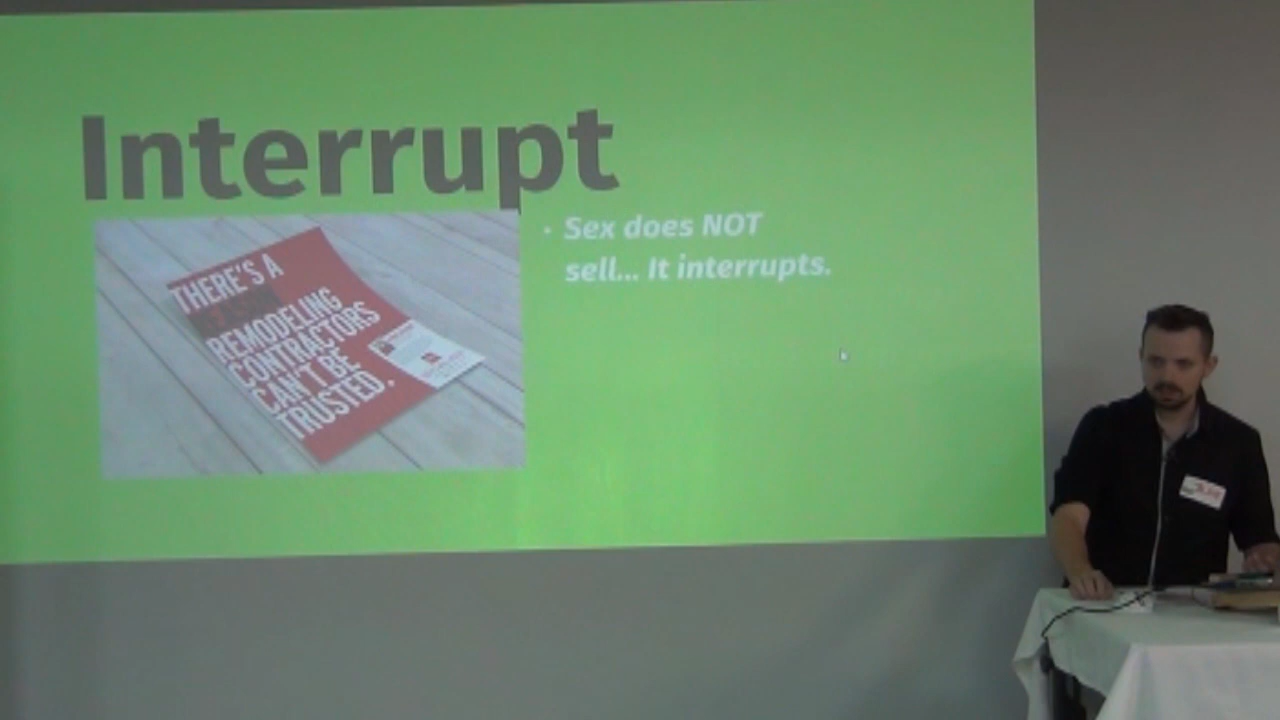 Interrupt
• Sex does NOT
sell... It interrupts.
THERE'S A
REMODELING
CONTRACTORS
CAN'T BE
TRUSTED.